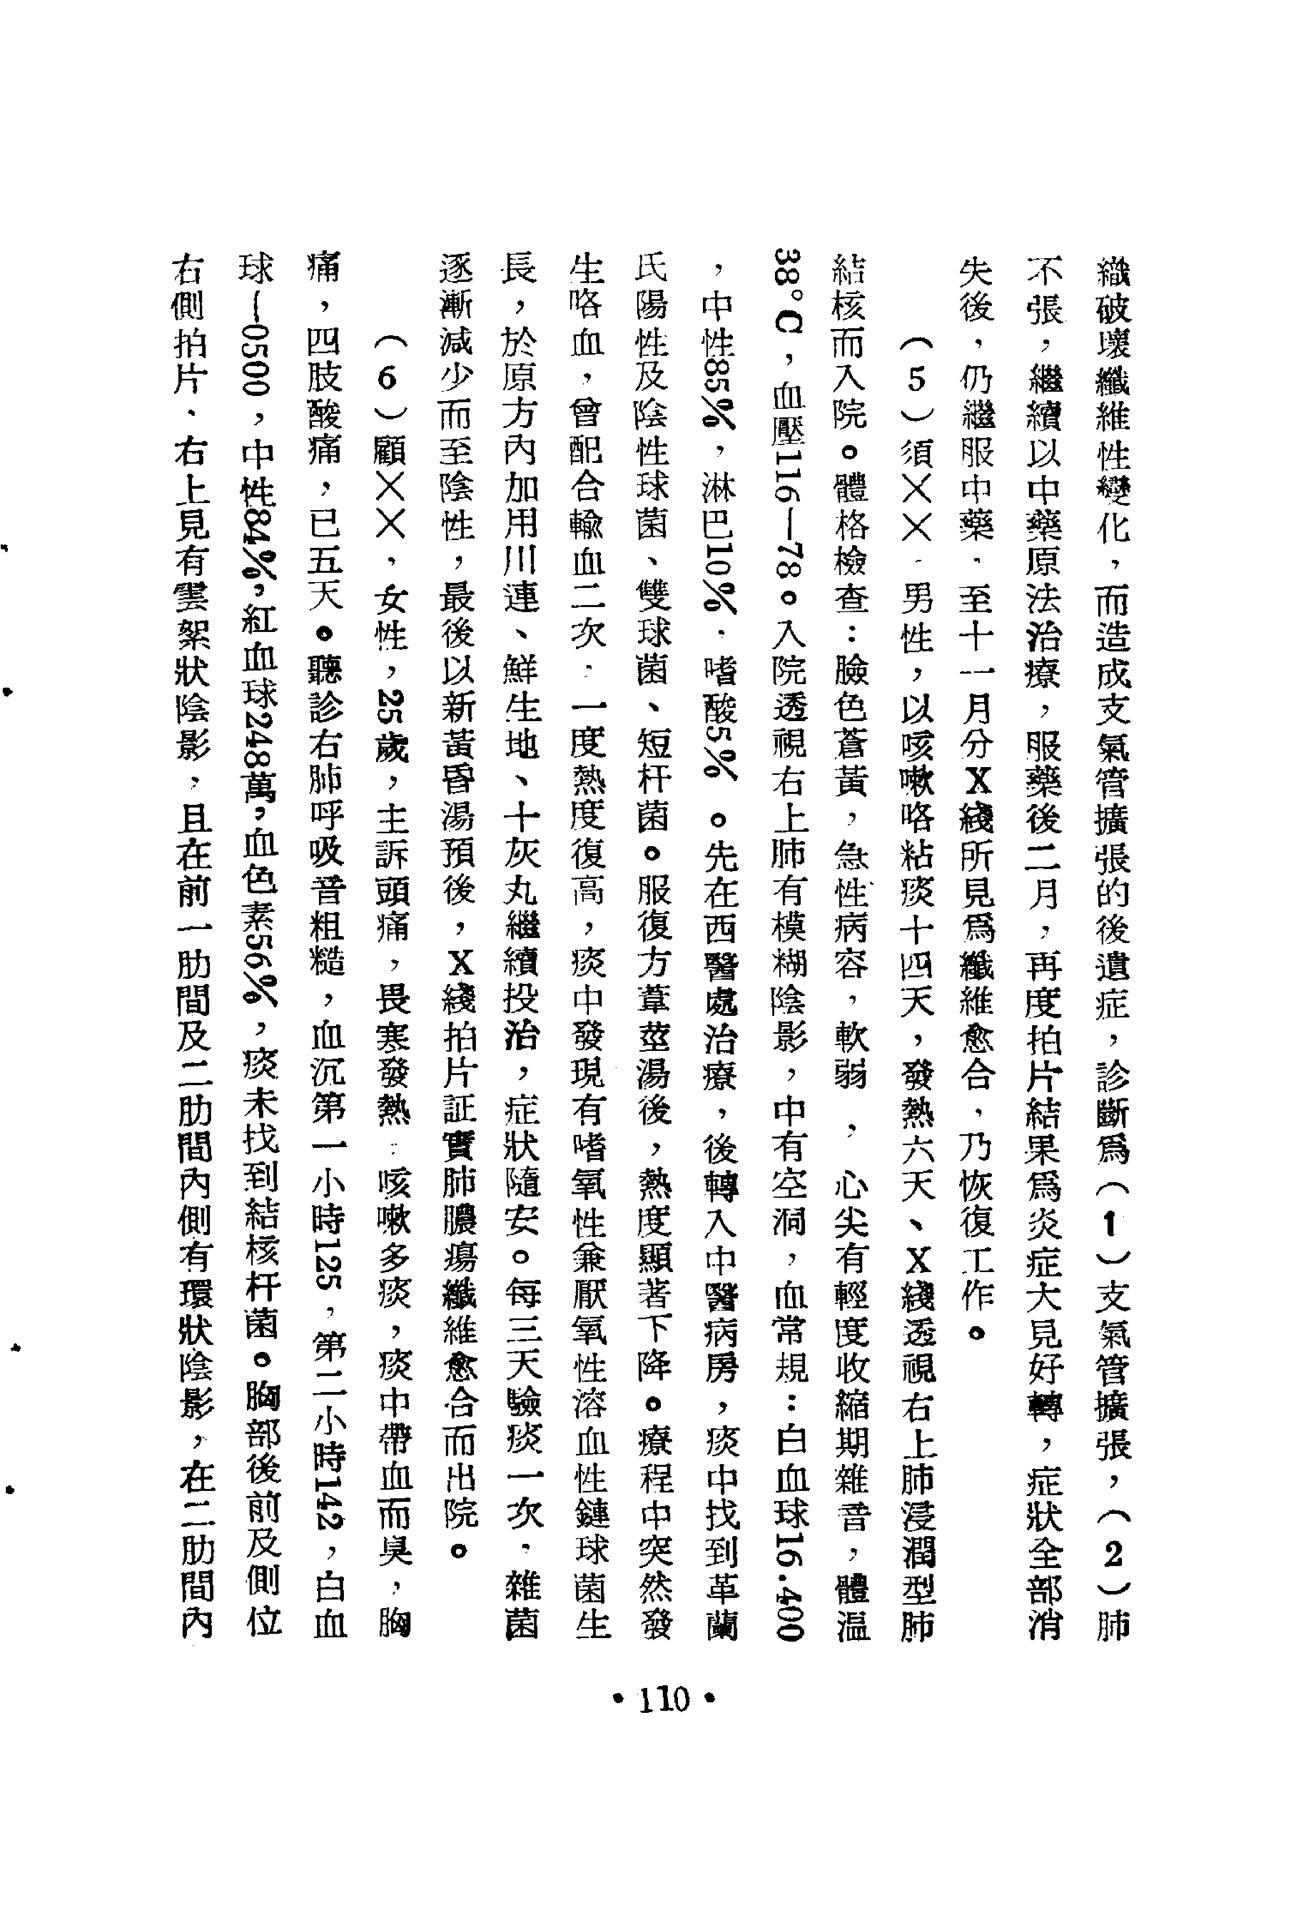 織破壞纖維性變化，而造成支氣管擴張的後遺症，診斷爲（1）支氣管擴張，（2）肺
不張，繼續以中藥原法治療，服藥後二月，再度拍片結果爲炎症大見好轉，症狀全部消
失後，仍繼服中藥，至十一月分X綫所見爲纖維愈合，乃恢復工作。
（5）須××，男性，以咳嗽咯粘痰十四天，發熱六天、X綫透視右上肺浸潤型肺
結核而入院。體格檢查：臉色蒼黃，急性病容，軟弱，心尖有輕度收縮期雜音，體溫
38°C，血壓116—78。入院透視右上肺有模糊陰影，中有空洞，血常規：白血球16.400
，中性85%，淋巴10%，嗜酸5%。先在西醫處治療，後轉入中醫病房，痰中找到革蘭
氏陽性及陰性球菌、雙球菌、短杆菌。服復方葦莖湯後，熱度顯著下降。療程中突然發
生咯血，曾配合輸血二次，一度熱度復高，痰中發現有嗜氧性兼厭氧性溶血性鏈球菌生
長，於原方內加用川連、鮮生地、十灰丸繼續投治，症狀隨安。每三天驗痰一次，雜菌
逐漸減少而至陰性，最後以新黃昏湯預後，X綫拍片証實肺膿瘍纖維愈合而出院。
（6）顧××，女性，25歲，主訴頭痛，畏寒發熱，咳嗽多痰，痰中帶血而臭，胸
痛，四肢酸痛，已五天。聽診右肺呼吸音粗糙，血沉第一小時125，第二小時142，白血
球—0500，中性84%，紅血球248萬，血色素56%，痰未找到結核杆菌。胸部後前及側位
右側拍片、右上見有雲絮狀陰影，且在前一肋間及二肋間內側有環狀陰影，在二肋間內
•110•